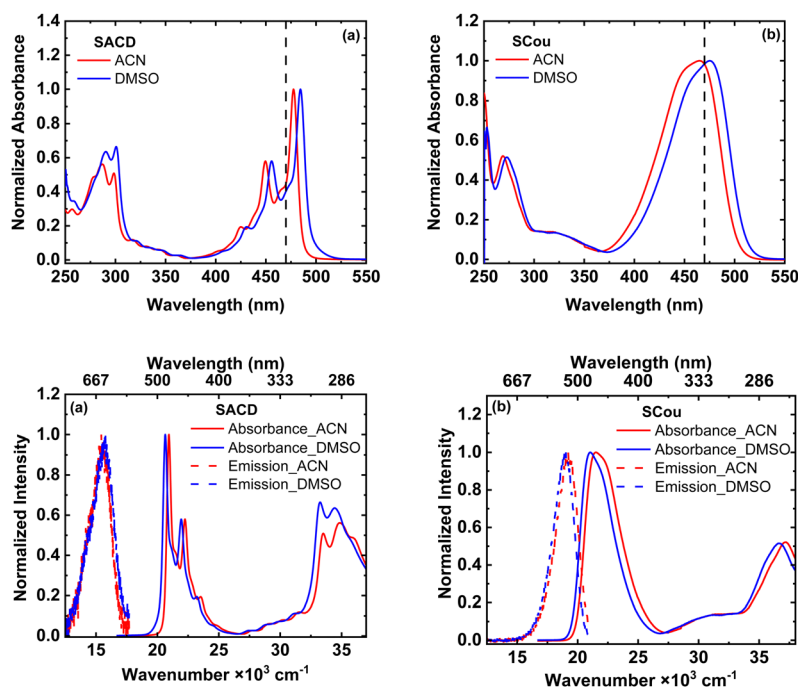 SACD
(a)
ACN
DMSO
Normalized Absorbance
1.4
1.2
1.0
0.8
0.6
0.4
0.2
0.0
250 300 350 400 450 500 550
Wavelength (nm)
SCou
(b)
ACN
DMSO
Normalized Absorbance
1.2
1.0
0.8
0.6
0.4
0.2
0.0
250 300 350 400 450 500 550
Wavelength (nm)
Wavelength (nm)
667 500 400 333 286
(a)
SACD
Absorbance_ACN
Absorbance_DMSO
Emission_ACN
Emission_DMSO
Normalized Intensity
1.2
1.0
0.8
0.6
0.4
0.2
0.0
15 20 25 30 35
Wavenumber ×10³ cm⁻¹
Wavelength (nm)
667 500 400 333 286
(b)
SCou
Absorbance_ACN
Absorbance_DMSO
Emission_ACN
Emission_DMSO
Normalized Intensity
1.2
1.0
0.8
0.6
0.4
0.2
0.0
15 20 25 30 35
Wavenumber ×10³ cm⁻¹